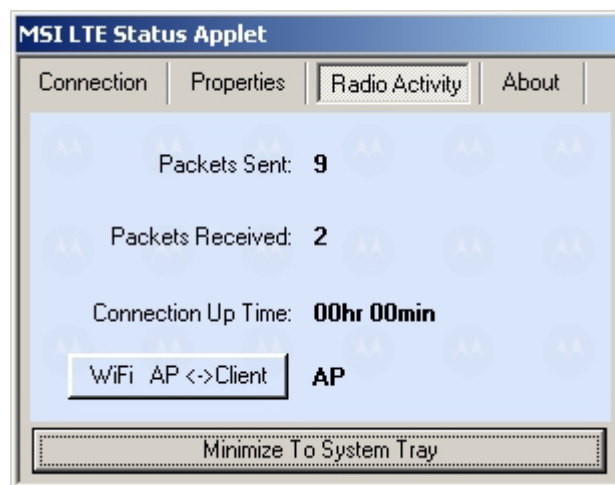 MSI LTE Status Applet
Connection Properties Radio Activity About
Packets Sent: 9
Packets Received: 2
Connection Up Time: 00hr 00min
WiFi AP <->Client AP
Minimize To System Tray